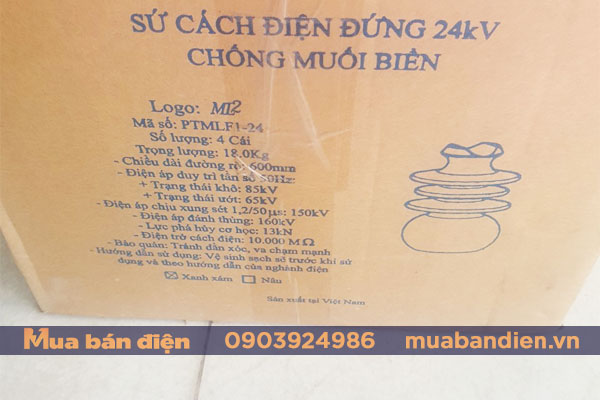 SỨ CÁCH ĐIỆN ĐỨNG 24kV
CHỐNG MUỐI BIỂN
Logo: MI2
Mã số: PTMLF1-24
Số lượng: 4 Cái
Trọng lượng: 18.0Kg
- Chiều dài đường rò: 600mm
- Điện áp duy trì tần số 50Hz:
+ Trạng thái khô: 85kV
+ Trạng thái ướt: 65kV
- Điện áp chịu xung sét 1,2/50µs: 150kV
- Điện áp đánh thủng: 160kV
- Lực phá hủy cơ học: 13kN
- Điện trở cách điện: 10.000 MΩ
- Bảo quản: Tránh dằn xóc, va chạm mạnh
- Hướng dẫn sử dụng: Vệ sinh sạch sẽ trước khi sử
dụng và theo hướng dẫn của nghành điện
☒ Xanh xám ☐ Nâu
Sản xuất tại Việt Nam
Mua bán điện 0903924986 muabandien.vn